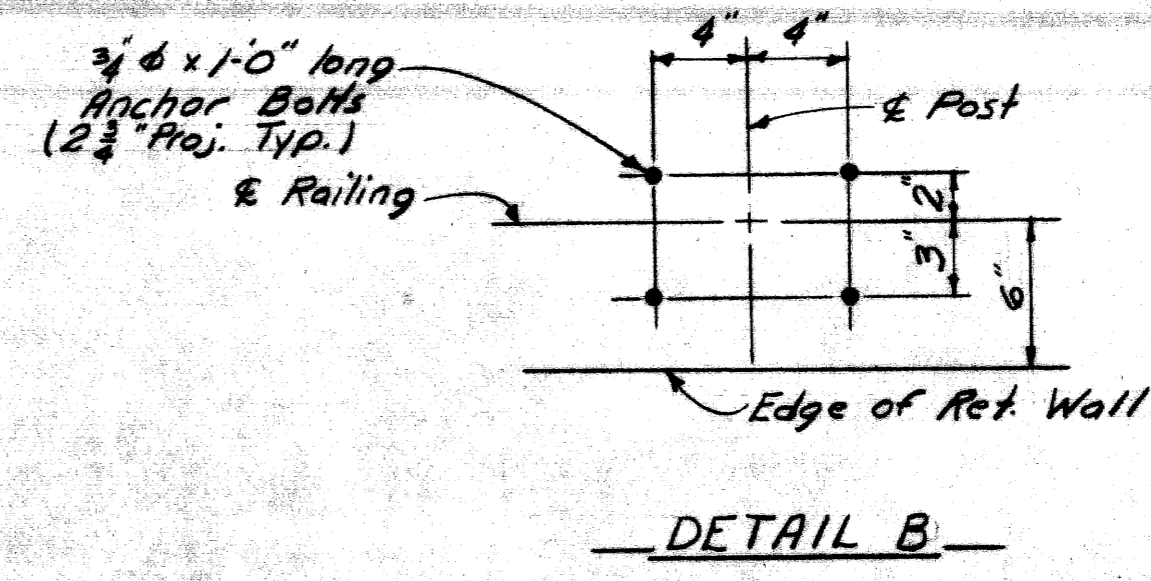 3/4" ϕ x 1'-0" long
Anchor Bolts
(2 3/4" Proj. Typ.)
℄ Railing
4" 4"
℄ Post
2"
3"
6"
Edge of Ret. Wall
DETAIL B